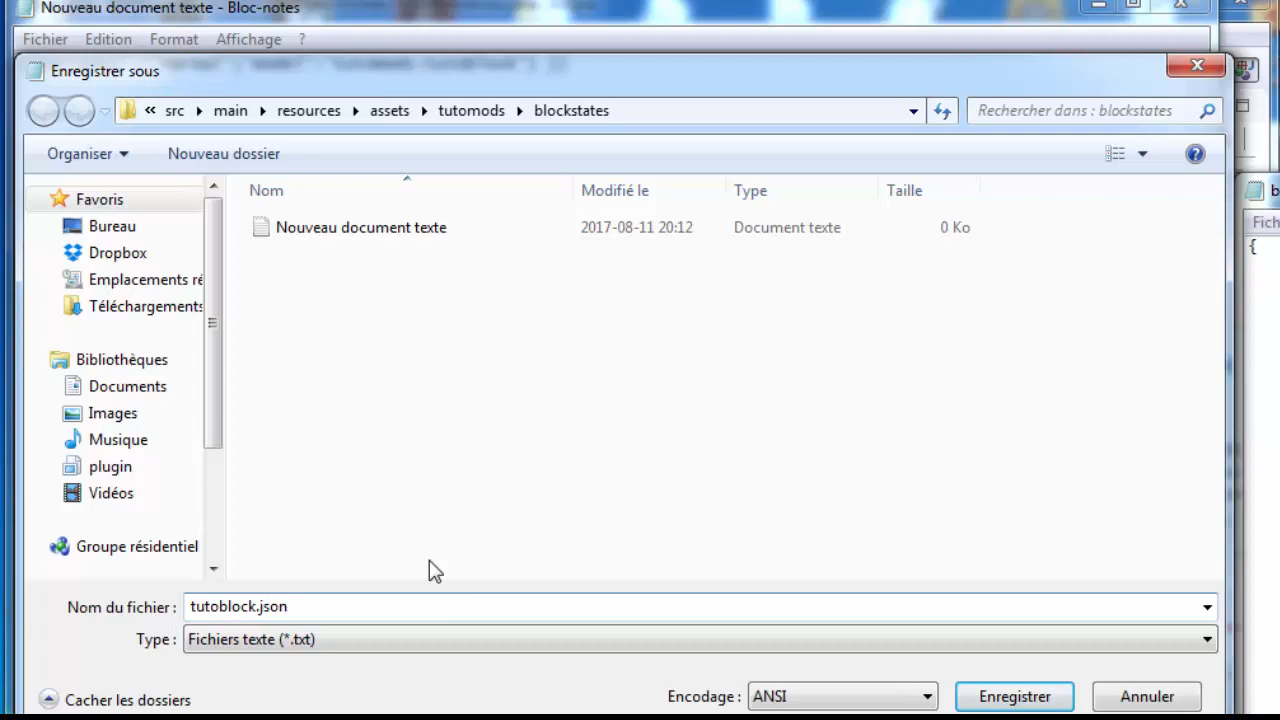 Nouveau document texte - Bloc-notes
Fichier Edition Format Affichage ?
Enregistrer sous
« src main resources assets tutomods blockstates Rechercher dans : blockstates
Organiser Nouveau dossier
Nom Modifié le Type Taille
Favoris
Nouveau document texte 2017-08-11 20:12 Document texte 0 Ko
Bureau
Dropbox
Emplacements ré
Téléchargements
Bibliothèques
Documents
Images
Musique
plugin
Vidéos
Groupe résidentiel
Nom du fichier : tutoblock.json
Type : Fichiers texte (*.txt)
Cacher les dossiers Encodage : ANSI Enregistrer Annuler
b
Fich
{